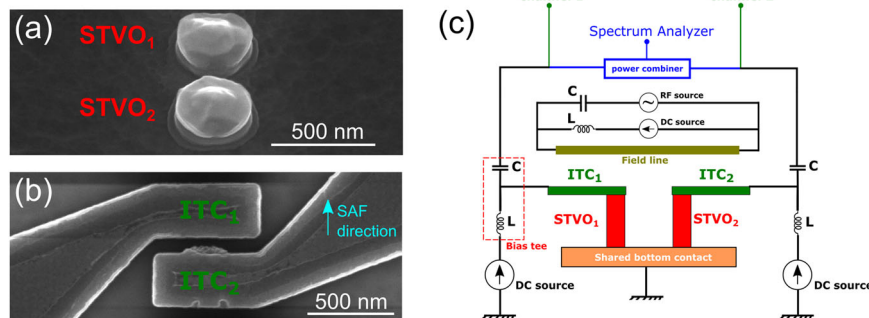 (a)
STVO1
STVO2
500 nm
(b)
ITC1
ITC2
SAF
direction
500 nm
(c)
Spectrum Analyzer
power combiner
C
RF source
L
DC source
Field line
C
C
ITC1
ITC2
STVO1
STVO2
L
L
Bias tee
Shared bottom contact
DC source
DC source